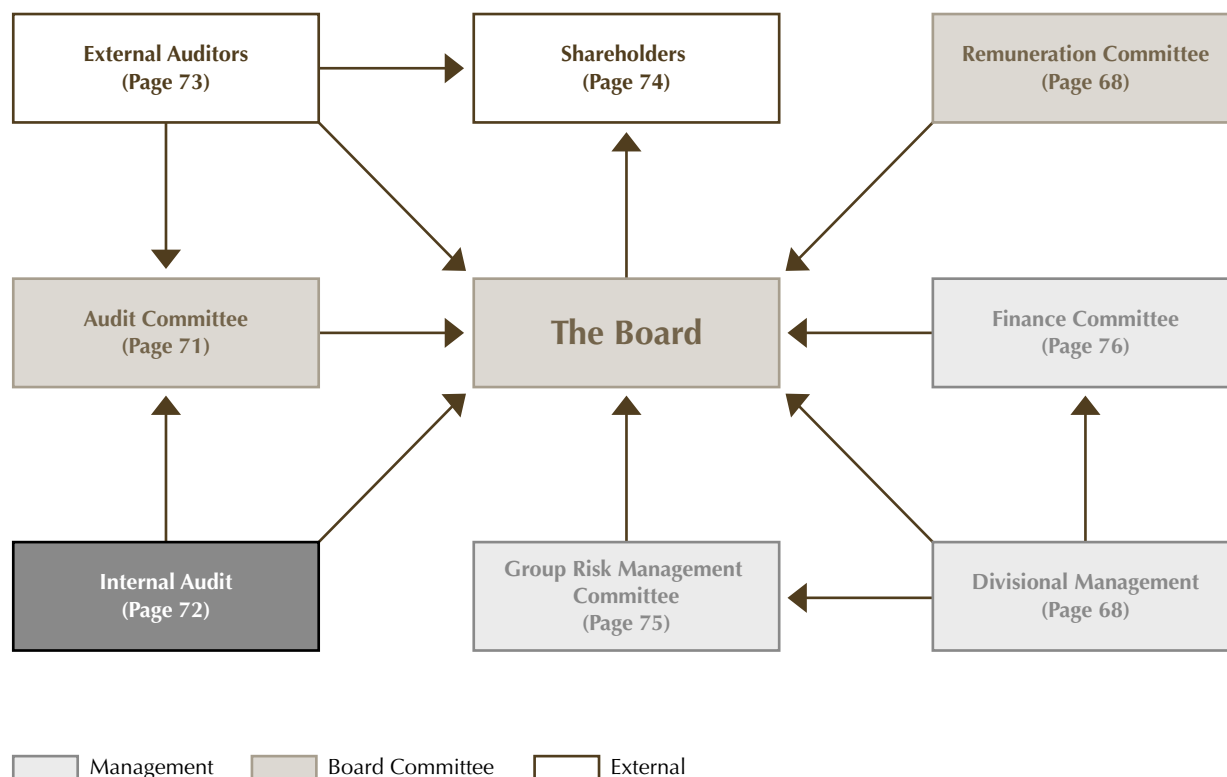 External Auditors
(Page 73)
Shareholders
(Page 74)
Remuneration Committee
(Page 68)
Audit Committee
(Page 71)
The Board
Finance Committee
(Page 76)
Internal Audit
(Page 72)
Group Risk Management
Committee
(Page 75)
Divisional Management
(Page 68)
Management
Board Committee
External